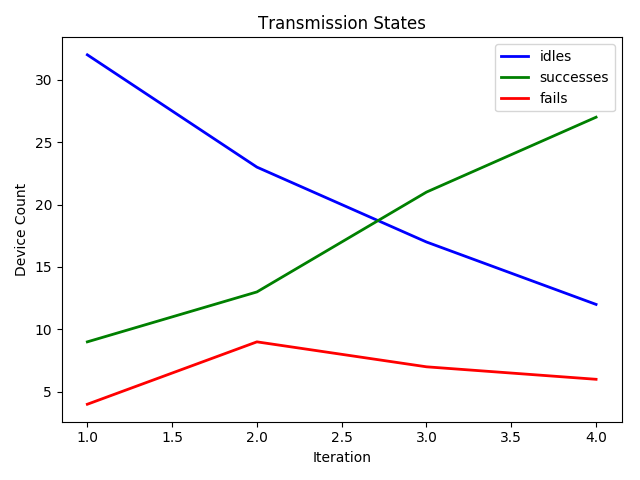 Transmission States
idles
successes
fails
Device Count
30
25
20
15
10
5
1.0 1.5 2.0 2.5 3.0 3.5 4.0
Iteration